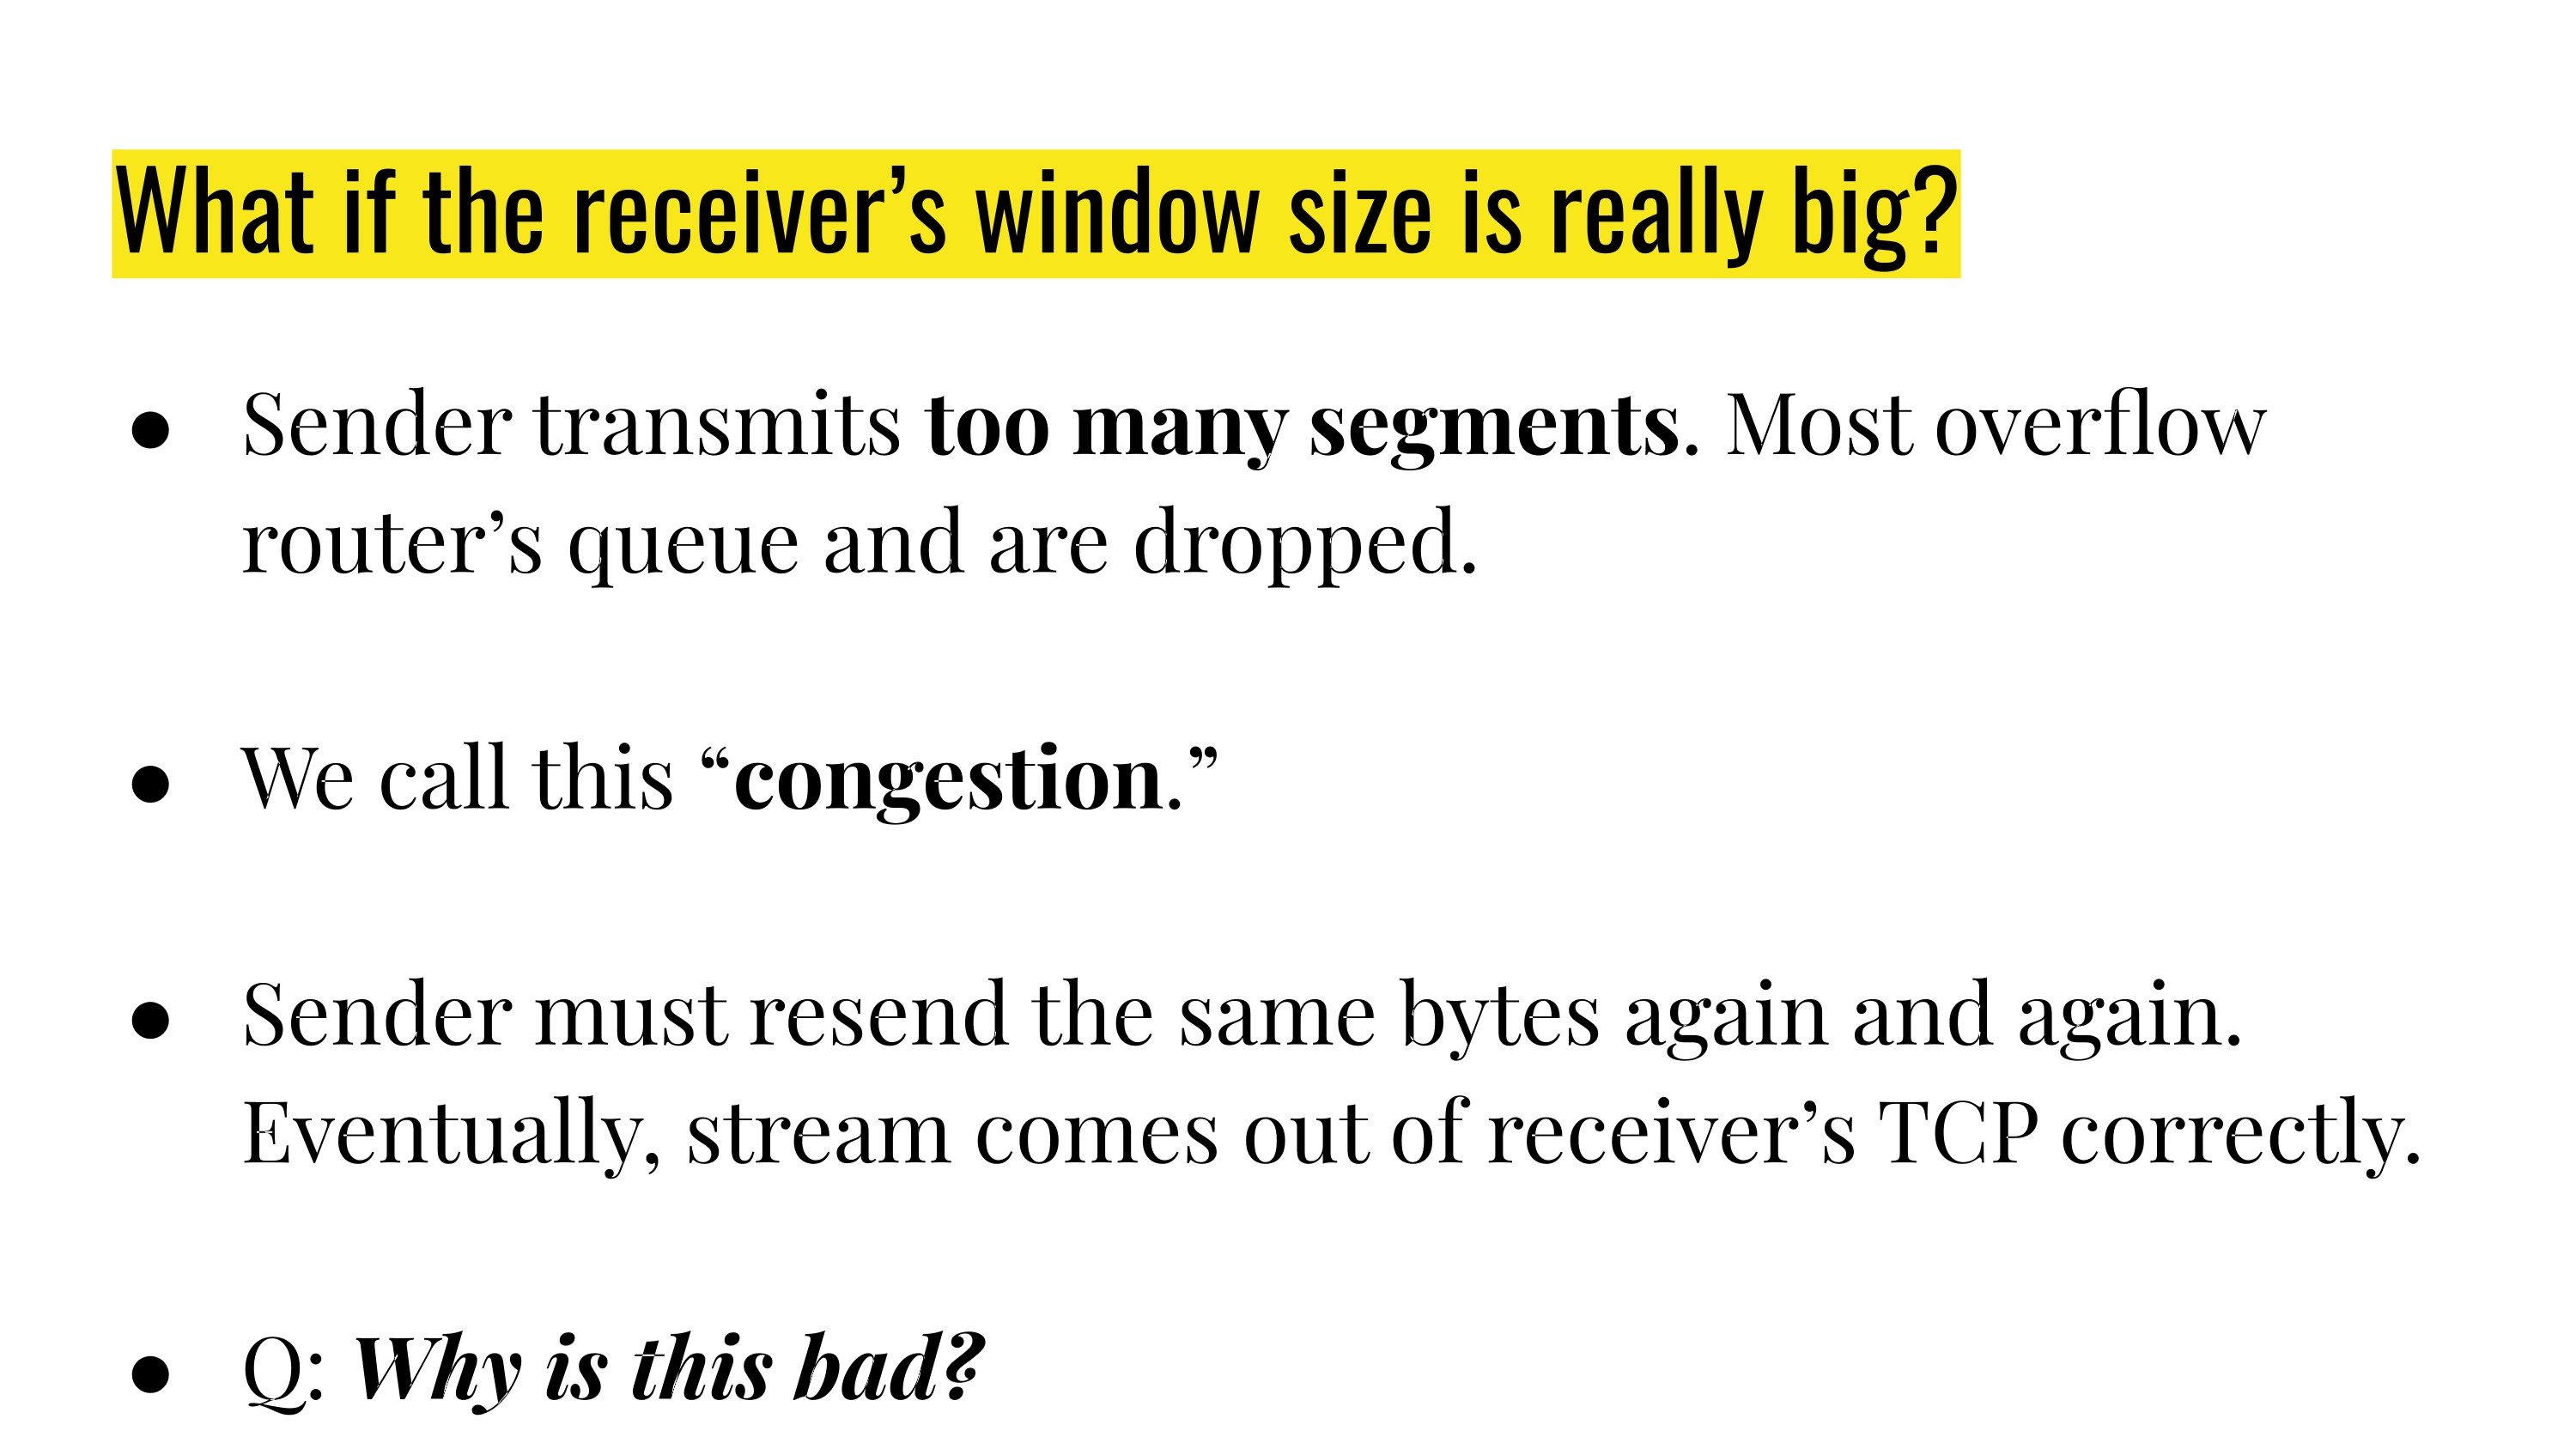 What if the receiver’s window size is really big?
● Sender transmits too many segments. Most overflow
router’s queue and are dropped.
● We call this “congestion.”
● Sender must resend the same bytes again and again.
Eventually, stream comes out of receiver’s TCP correctly.
● Q: Why is this bad?